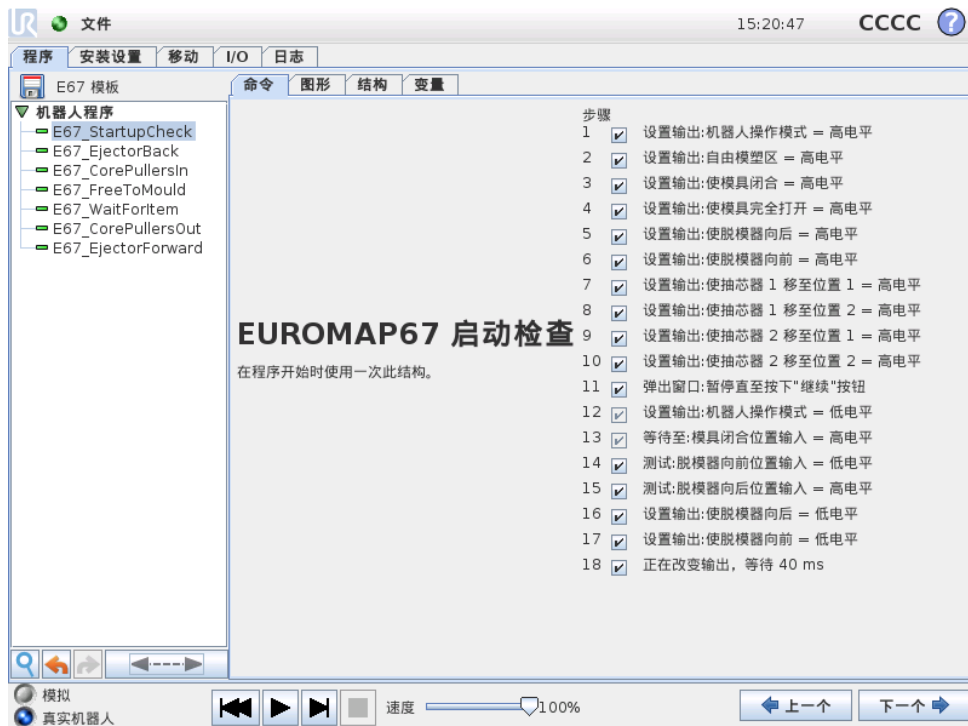 UR 文件 15:20:47 CCCC ?
程序 安装设置 移动 I/O 日志
E67 模板
命令 图形 结构 变量
机器人程序
E67_StartupCheck
E67_EjectorBack
E67_CorePullersIn
E67_FreeToMould
E67_WaitForItem
E67_CorePullersOut
E67_EjectorForward
EUROMAP67 启动检查
在程序开始时使用一次此结构。
步骤
1 设置输出:机器人操作模式 = 高电平
2 设置输出:自由模塑区 = 高电平
3 设置输出:使模具闭合 = 高电平
4 设置输出:使模具完全打开 = 高电平
5 设置输出:使脱模器向后 = 高电平
6 设置输出:使脱模器向前 = 高电平
7 设置输出:使抽芯器 1 移至位置 1 = 高电平
8 设置输出:使抽芯器 1 移至位置 2 = 高电平
9 设置输出:使抽芯器 2 移至位置 1 = 高电平
10 设置输出:使抽芯器 2 移至位置 2 = 高电平
11 弹出窗口:暂停直至按下"继续"按钮
12 设置输出:机器人操作模式 = 低电平
13 等待至:模具闭合位置输入 = 高电平
14 测试:脱模器向前位置输入 = 低电平
15 测试:脱模器向后位置输入 = 高电平
16 设置输出:使脱模器向后 = 低电平
17 设置输出:使脱模器向前 = 低电平
18 正在改变输出，等待 40 ms
模拟
真实机器人
速度 100%
上一个 下一个